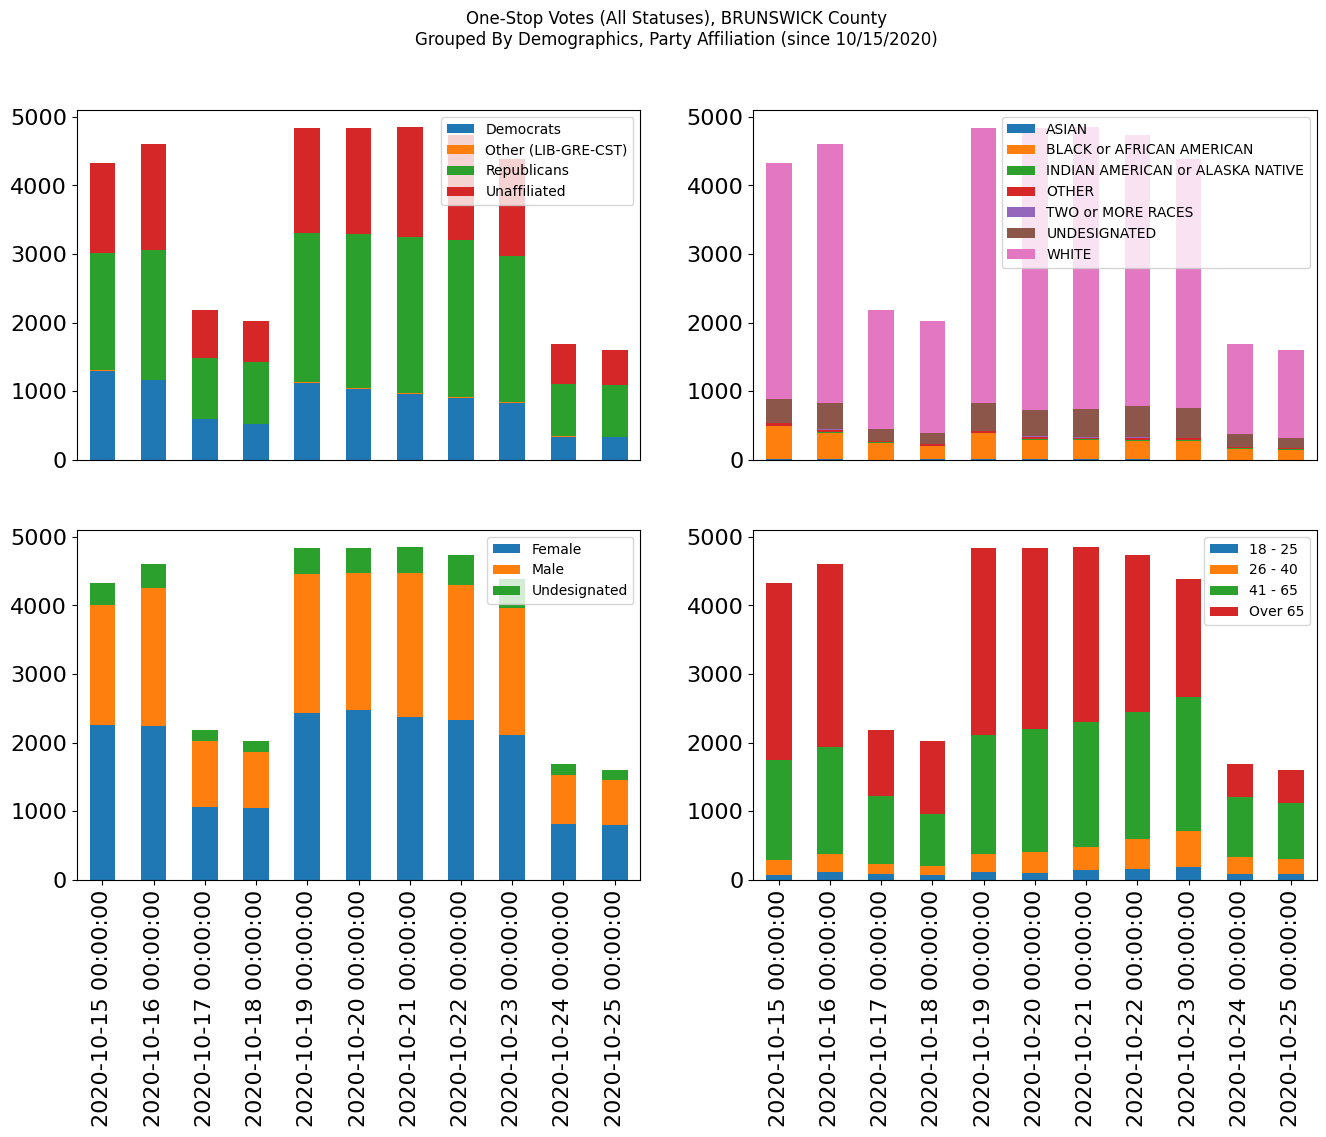 One-Stop Votes (All Statuses), BRUNSWICK County
Grouped By Demographics, Party Affiliation (since 10/15/2020)
5000
4000
3000
2000
1000
0
Democrats
Other (LIB-GRE-CST)
Republicans
Unaffiliated
5000
4000
3000
2000
1000
0
ASIAN
BLACK or AFRICAN AMERICAN
INDIAN AMERICAN or ALASKA NATIVE
OTHER
TWO or MORE RACES
UNDESIGNATED
WHITE
5000
4000
3000
2000
1000
0
Female
Male
Undesignated
2020-10-15 00:00:00
2020-10-16 00:00:00
2020-10-17 00:00:00
2020-10-18 00:00:00
2020-10-19 00:00:00
2020-10-20 00:00:00
2020-10-21 00:00:00
2020-10-22 00:00:00
2020-10-23 00:00:00
2020-10-24 00:00:00
2020-10-25 00:00:00
5000
4000
3000
2000
1000
0
18 - 25
26 - 40
41 - 65
Over 65
2020-10-15 00:00:00
2020-10-16 00:00:00
2020-10-17 00:00:00
2020-10-18 00:00:00
2020-10-19 00:00:00
2020-10-20 00:00:00
2020-10-21 00:00:00
2020-10-22 00:00:00
2020-10-23 00:00:00
2020-10-24 00:00:00
2020-10-25 00:00:00